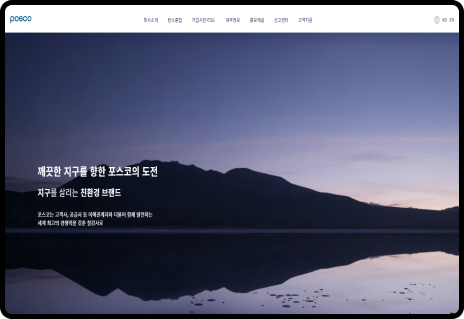 posco
회사소개 탄소중립 기업시민 ESG 재무정보 홍보채널 신고센터 고객지원 KO EN
깨끗한 지구를 향한 포스코의 도전
지구를 살리는 친환경 브랜드
포스코는 고객사, 공급사 등 이해관계자와 더불어 함께 발전하는
세계 최고의 경쟁력을 갖춘 철강사로